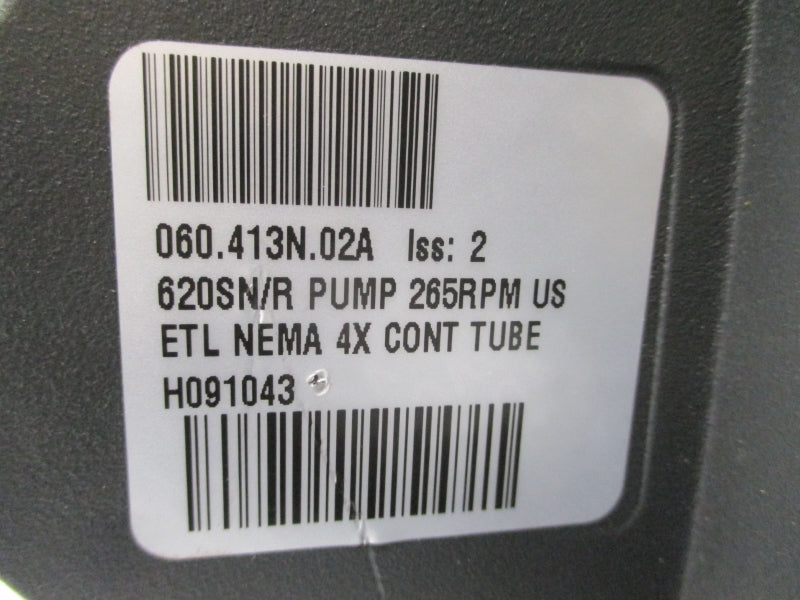 060.413N.02A Iss: 2
620SN/R PUMP 265RPM US
ETL NEMA 4X CONT TUBE
H091043